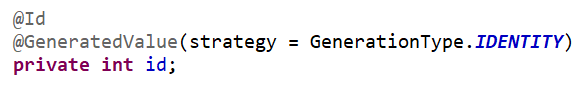 @Id
@GeneratedValue(strategy = GenerationType.IDENTITY)
private int id;